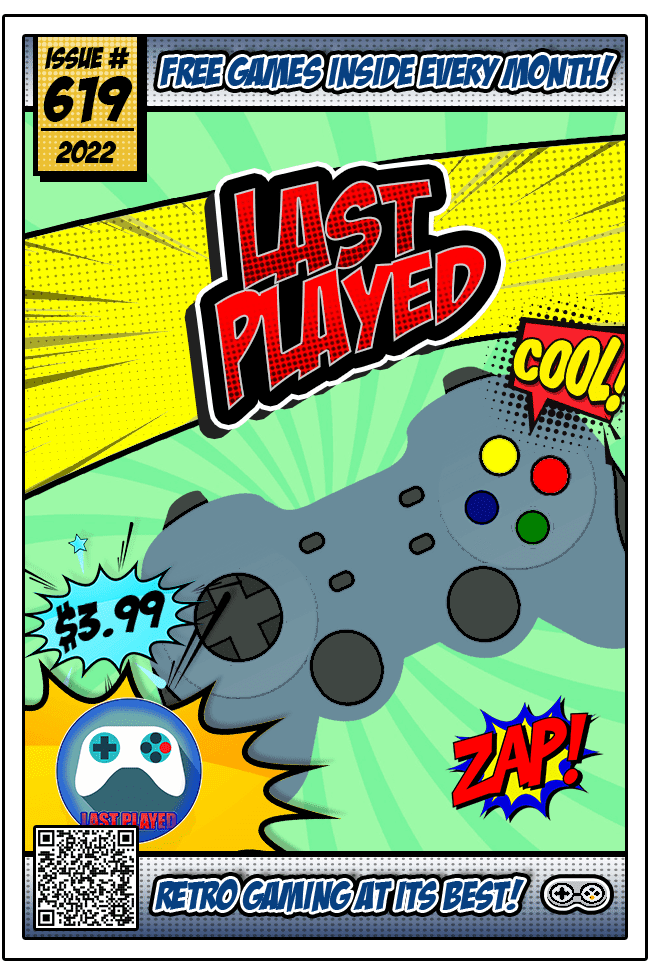 ISSUE #
619
2022
FREE GAMES INSIDE EVERY MONTH!
LAST
PLAYED
COOL!
$3.99
ZAP!
LAST PLAYED
RETRO GAMING AT ITS BEST!